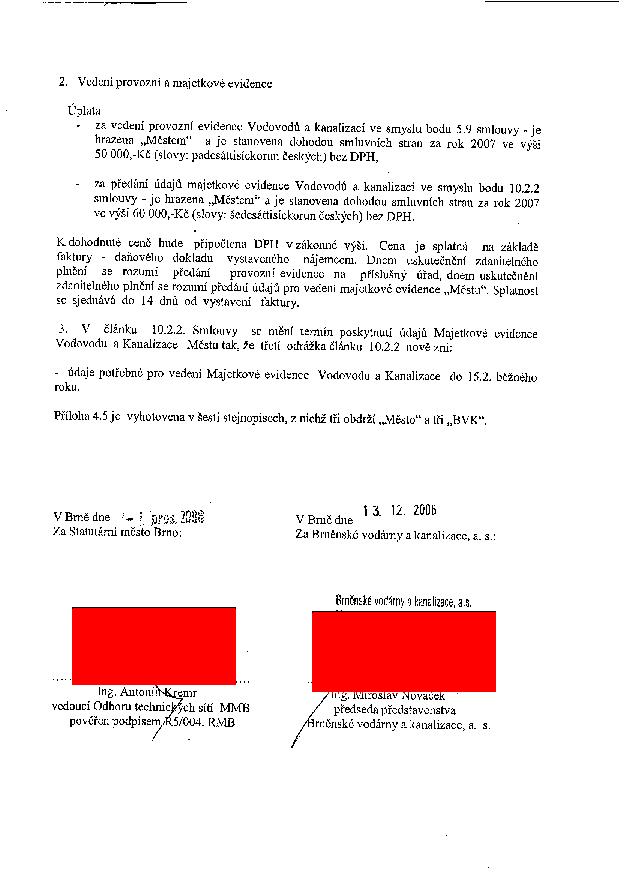 2. Vedení provozní a majetkové evidence
Úplata
- za vedení provozní evidence Vodovodů a kanalizací ve smyslu bodu 5.9 smlouvy - je
hrazena „Městem“ a je stanovena dohodou smluvních stran za rok 2007 ve výši
50 000,-Kč (slovy: padesáttisíckorun českých) bez DPH,
- za předání údajů majetkové evidence Vodovodů a kanalizací ve smyslu bodu 10.2.2
smlouvy - je hrazena „Městem“ a je stanovena dohodou smluvních stran za rok 2007
ve výši 60 000,-Kč (slovy: šedesáttisíckorun českých) bez DPH.
K dohodnuté ceně bude připočtena DPH v zákonné výši. Cena je splatná na základě
faktury - daňového dokladu vystaveného nájemcem. Dnem uskutečnění zdanitelného
plnění se rozumí předání provozní evidence na příslušný úřad, dnem uskutečnění
zdanitelného plnění se rozumí předání údajů pro vedení majetkové evidence „Městu“. Splatnost
se sjednává do 14 dnů od vystavení faktury.
3. V článku 10.2.2. Smlouvy se mění termín poskytnutí údajů Majetkové evidence
Vodovodu a Kanalizace Městu tak, že třetí odrážka článku 10.2.2 nově zní:
- údaje potřebné pro vedení Majetkové evidence Vodovodu a Kanalizace do 15.2. běžného
roku.
Příloha 4.5 je vyhotovena v šesti stejnopisech, z nichž tři obdrží „Město“ a tři „BVK“.
V Brně dne pros. 2006
Za Statutární město Brno:
V Brně dne 13. 12. 2006
Za Brněnské vodárny a kanalizace, a. s.:
Brněnské vodárny a kanalizace, a.s.
Ing. Antonín Kremr
vedoucí Odboru technických sítí MMB
pověřen podpisem R5/004. RMB
Ing. Miroslav Nováček
předseda představenstva
Brněnské vodárny a kanalizace, a. s.